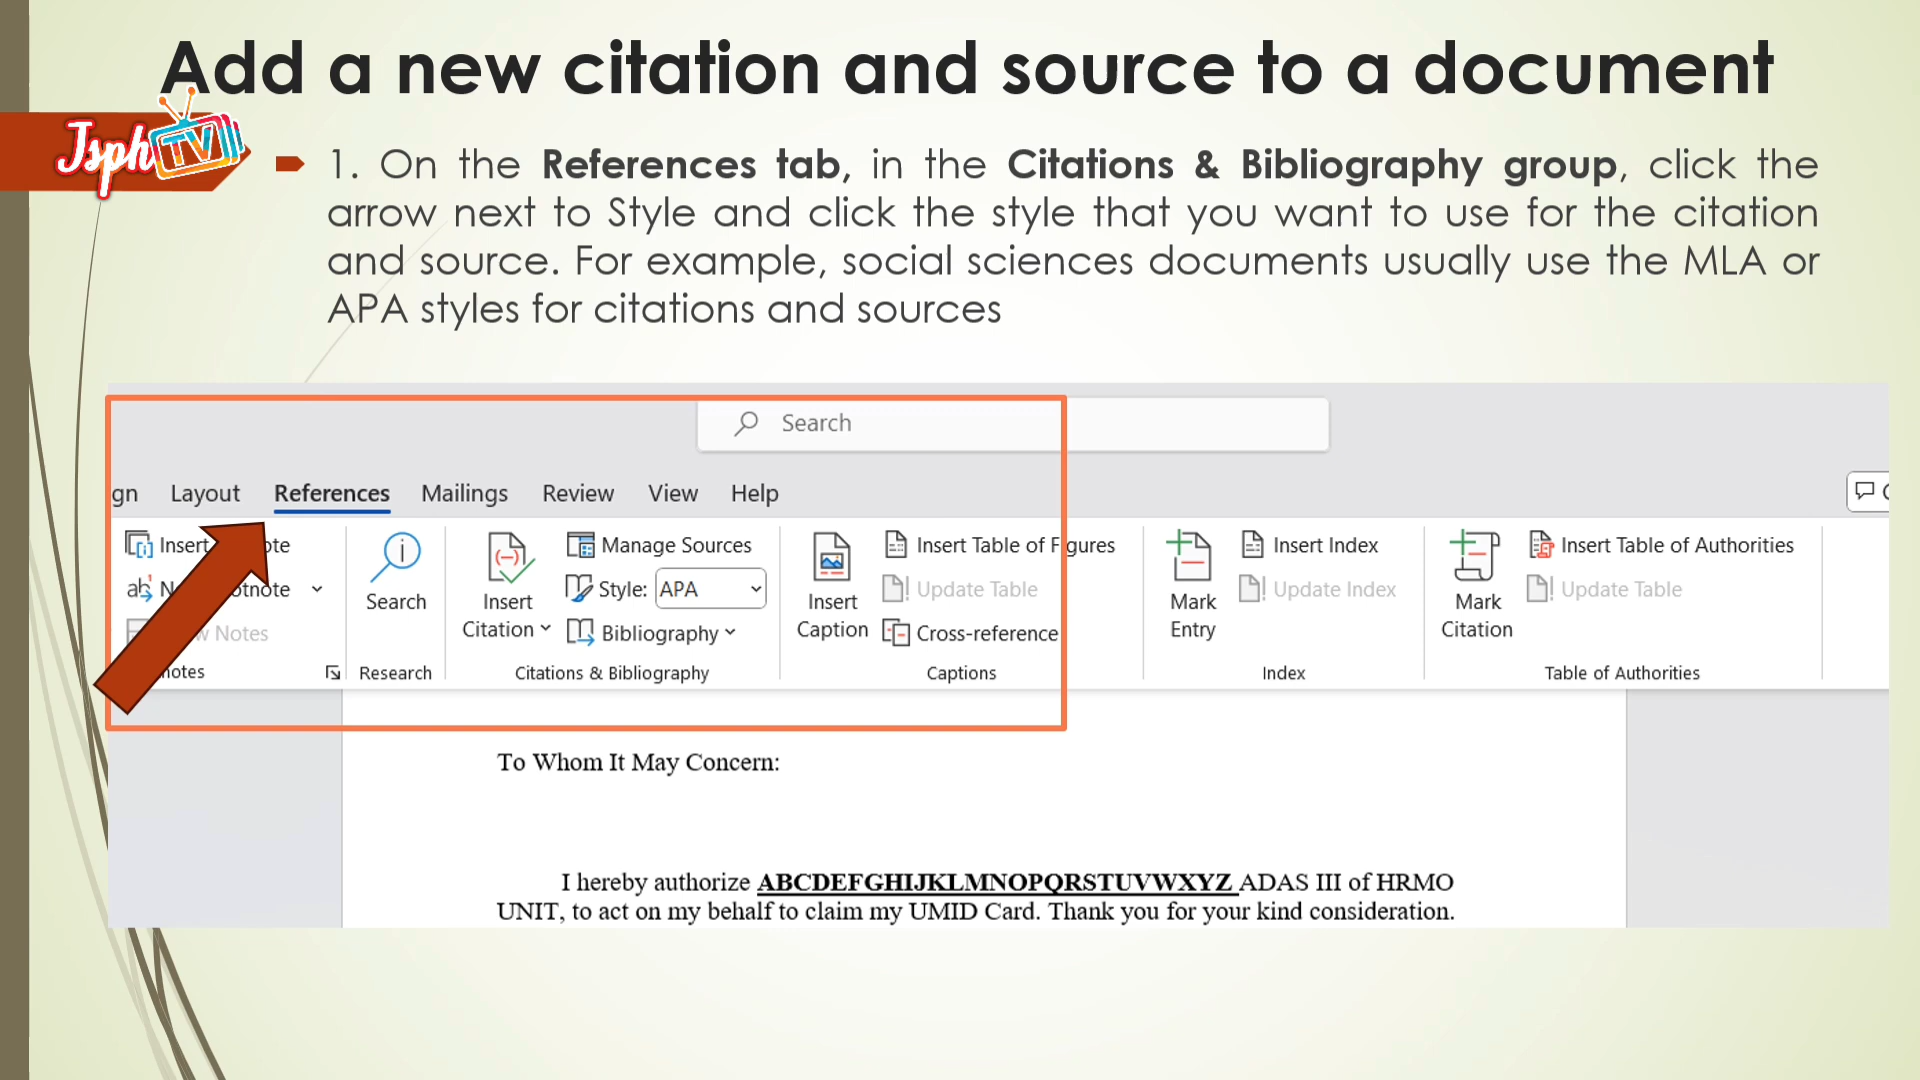 Add a new citation and source to a document
Jsph TV
1. On the References tab, in the Citations & Bibliography group, click the
arrow next to Style and click the style that you want to use for the citation
and source. For example, social sciences documents usually use the MLA or
APA styles for citations and sources
Search
gn Layout References Mailings Review View Help
Insert
Search
Insert
Citation
Manage Sources
Style: APA
Bibliography
Insert
Caption
Insert Table of Figures
Update Table
Cross-reference
Mark
Entry
Insert Index
Update Index
Mark
Citation
Insert Table of Authorities
Update Table
Notes
Research
Citations & Bibliography
Captions
Index
Table of Authorities
To Whom It May Concern:
I hereby authorize ABCDEFGHIJKLMNOPQRSTUVWXYZ ADAS III of HRMO
UNIT, to act on my behalf to claim my UMID Card. Thank you for your kind consideration.